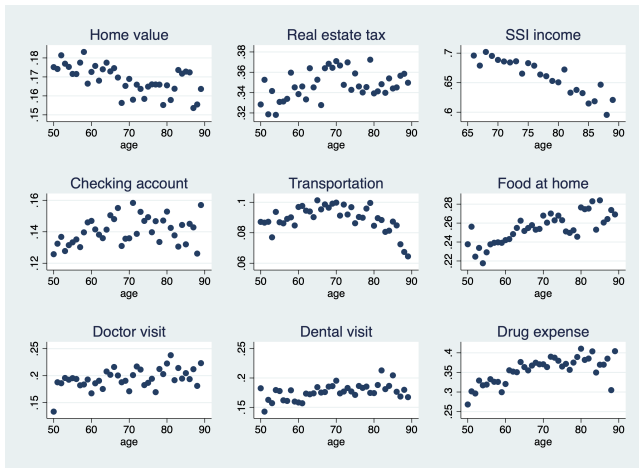 Home value
.18
.17
.16
.15
50 60 70 80 90
age
Real estate tax
.38
.36
.34
.32
50 60 70 80 90
age
SSI income
.7
.65
.6
65 70 75 80 85 90
age
Checking account
.16
.14
.12
50 60 70 80 90
age
Transportation
.1
.08
.06
50 60 70 80 90
age
Food at home
.28
.26
.24
.22
50 60 70 80 90
age
Doctor visit
.25
.2
.15
50 60 70 80 90
age
Dental visit
.25
.2
.15
50 60 70 80 90
age
Drug expense
.4
.35
.3
.25
50 60 70 80 90
age